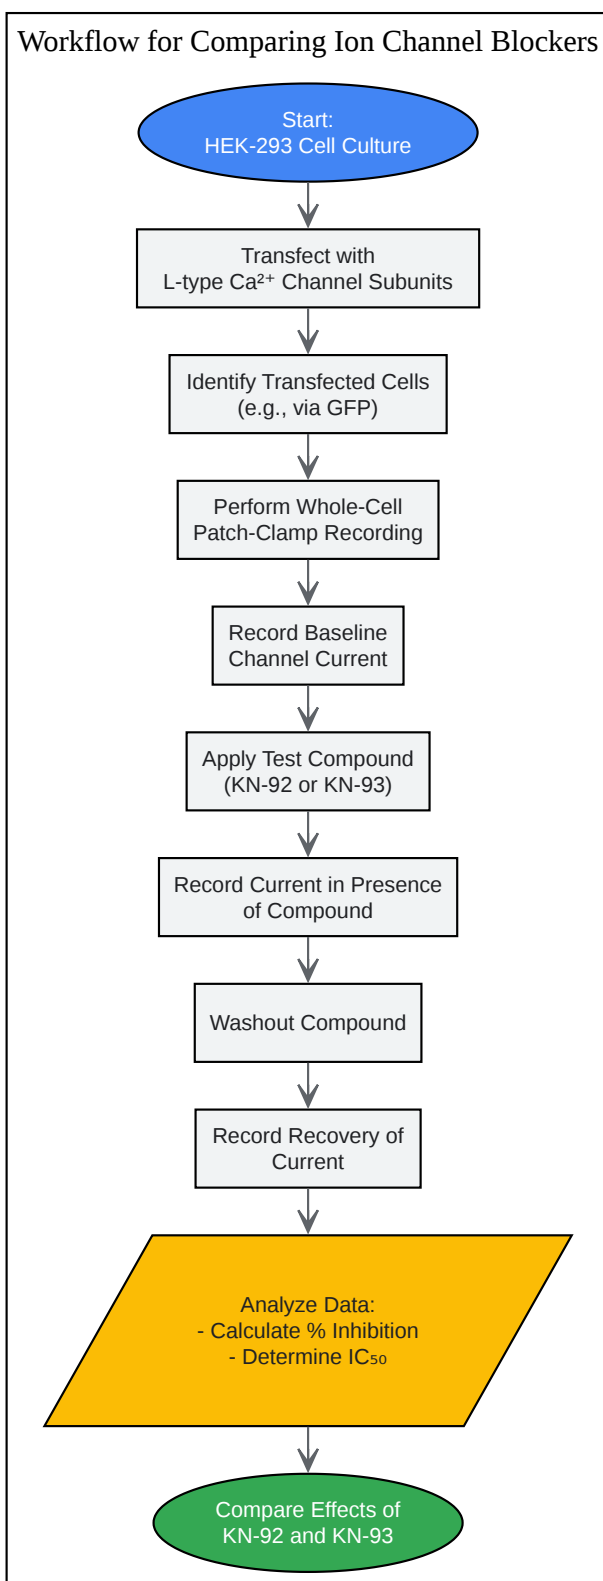 Workflow for Comparing Ion Channel Blockers
Start:
HEK-293 Cell Culture
Transfect with
L-type Ca²⁺ Channel Subunits
Identify Transfected Cells
(e.g., via GFP)
Perform Whole-Cell
Patch-Clamp Recording
Record Baseline
Channel Current
Apply Test Compound
(KN-92 or KN-93)
Record Current in Presence
of Compound
Washout Compound
Record Recovery of
Current
Analyze Data:
- Calculate % Inhibition
- Determine IC₅₀
Compare Effects of
KN-92 and KN-93